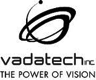 vadatech inc.
THE POWER OF VISION